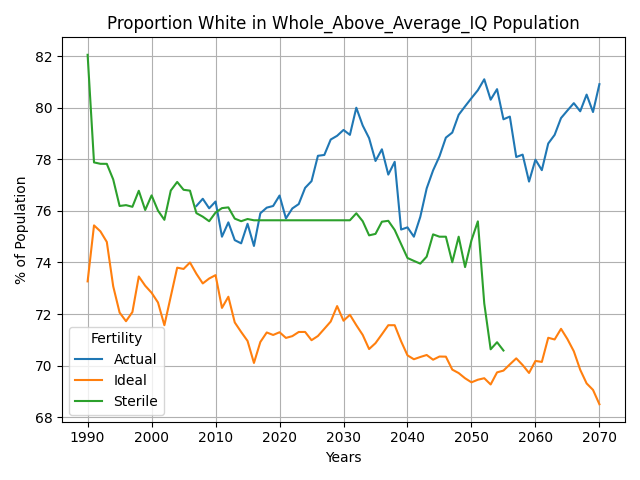 Proportion White in Whole_Above_Average_IQ Population
% of Population
82
80
78
76
74
72
70
68
Fertility
Actual
Ideal
Sterile
1990 2000 2010 2020 2030 2040 2050 2060 2070
Years